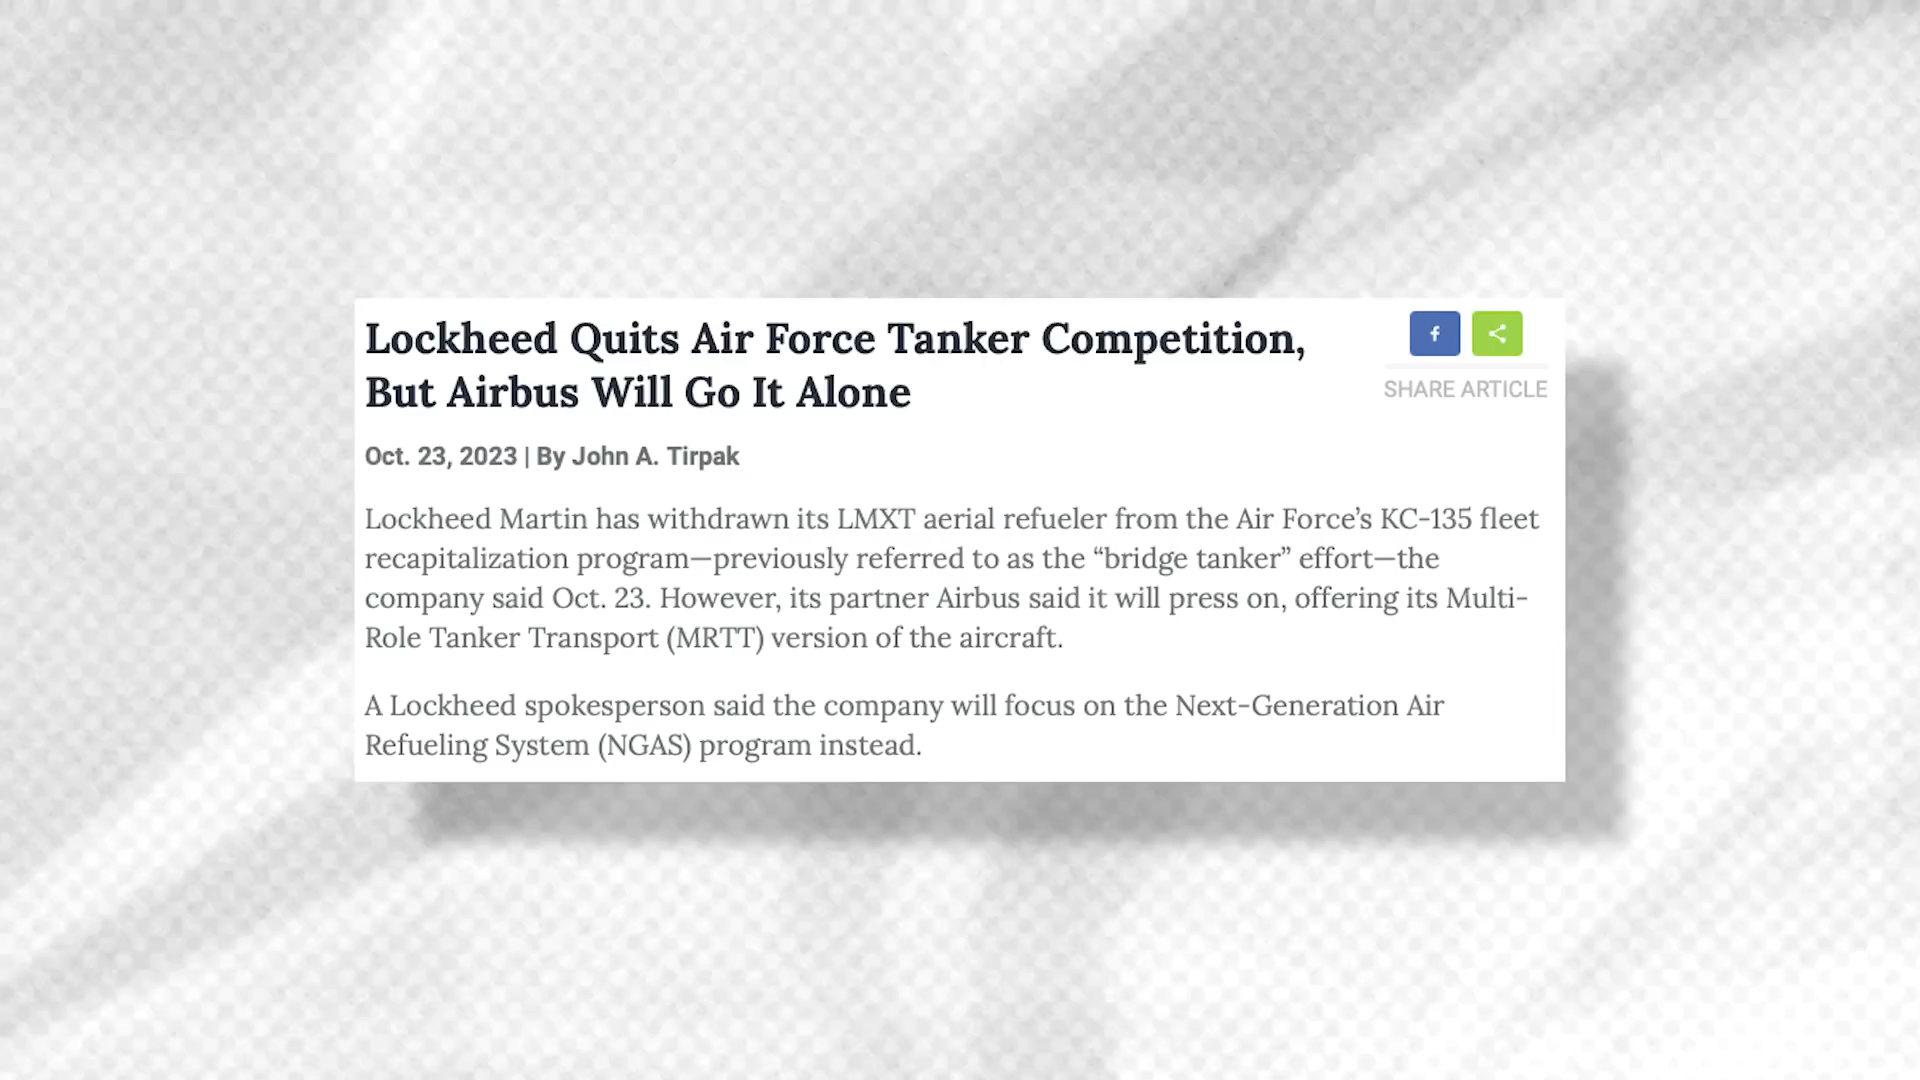 Lockheed Quits Air Force Tanker Competition,
But Airbus Will Go It Alone
f
SHARE ARTICLE
Oct. 23, 2023 | By John A. Tirpak
Lockheed Martin has withdrawn its LMXT aerial refueler from the Air Force’s KC-135 fleet
recapitalization program—previously referred to as the “bridge tanker” effort—the
company said Oct. 23. However, its partner Airbus said it will press on, offering its Multi-
Role Tanker Transport (MRTT) version of the aircraft.
A Lockheed spokesperson said the company will focus on the Next-Generation Air
Refueling System (NGAS) program instead.